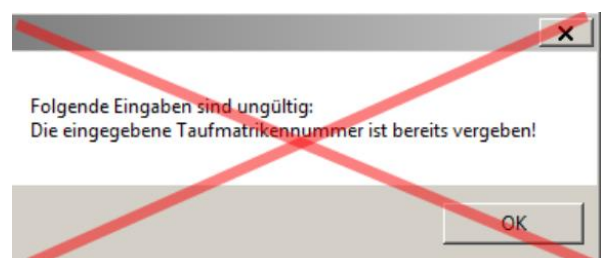 Folgende Eingaben sind ungültig:
Die eingegebene Taufmatrikennummer ist bereits vergeben!
OK